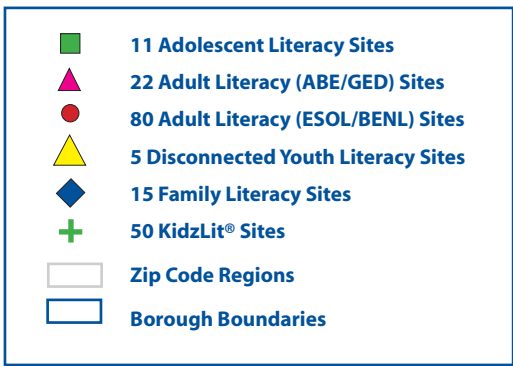 11 Adolescent Literacy Sites
22 Adult Literacy (ABE/GED) Sites
80 Adult Literacy (ESOL/BENL) Sites
5 Disconnected Youth Literacy Sites
15 Family Literacy Sites
50 KidzLit® Sites
Zip Code Regions
Borough Boundaries